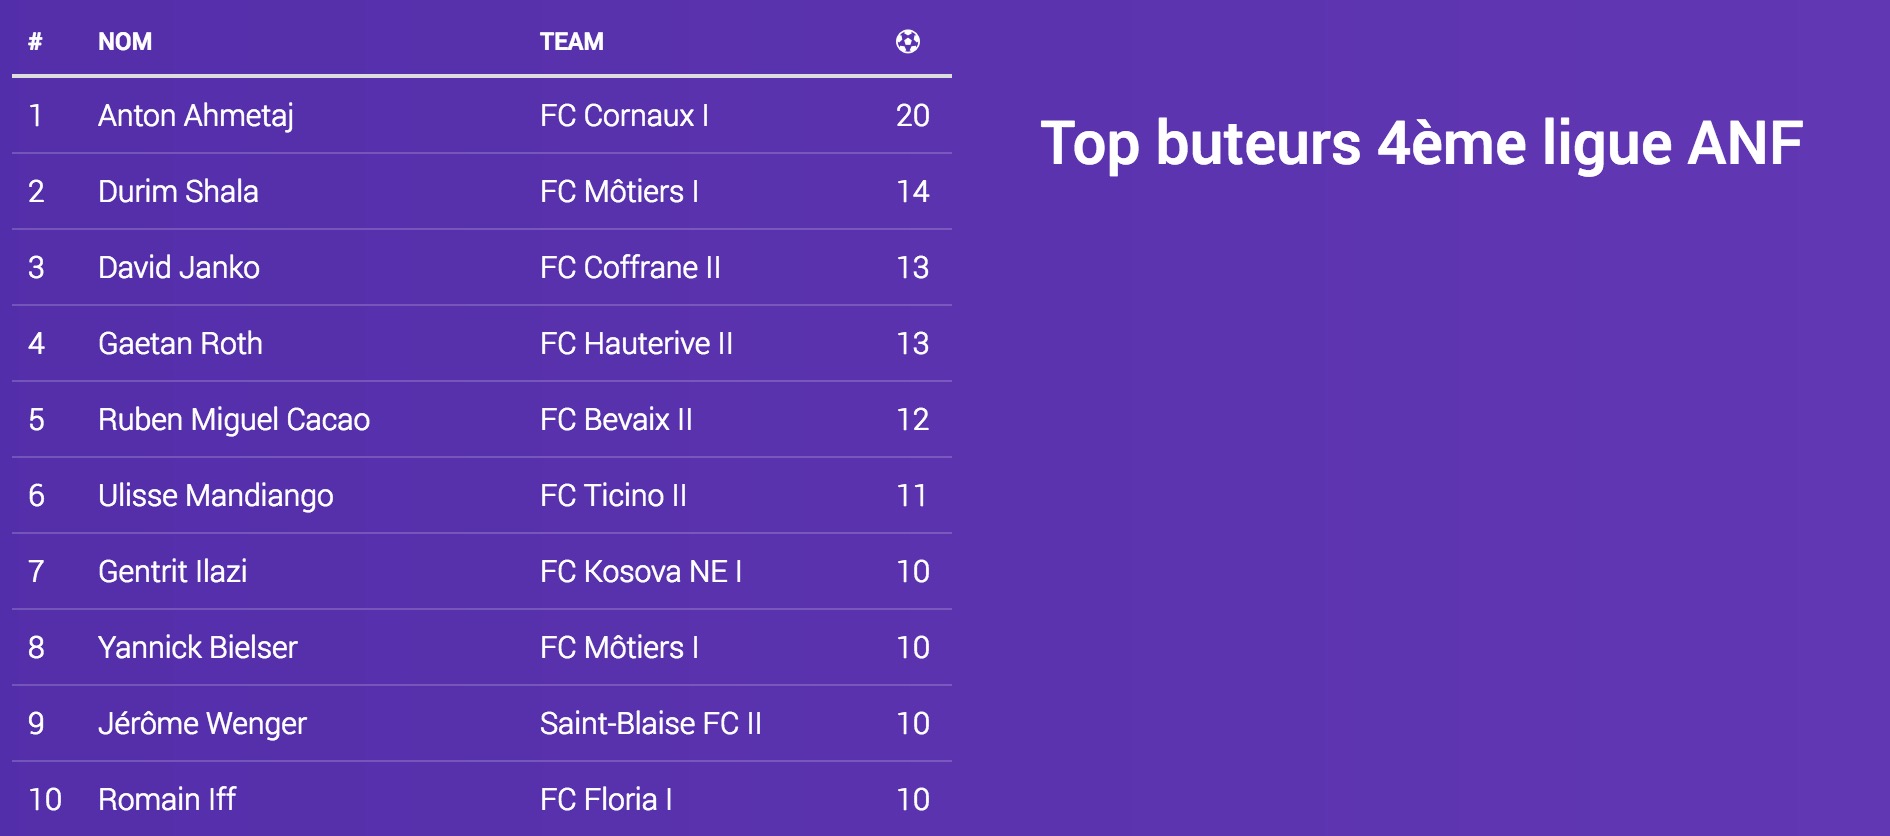 # NOM TEAM
1 Anton Ahmetaj FC Cornaux I 20
2 Durim Shala FC Môtiers I 14
3 David Janko FC Coffrane II 13
4 Gaetan Roth FC Hauterive II 13
5 Ruben Miguel Cacao FC Bevaix II 12
6 Ulisse Mandiango FC Ticino II 11
7 Gentrit Ilazi FC Kosova NE I 10
8 Yannick Bielser FC Môtiers I 10
9 Jérôme Wenger Saint-Blaise FC II 10
10 Romain Iff FC Floria I 10
Top buteurs 4ème ligue ANF